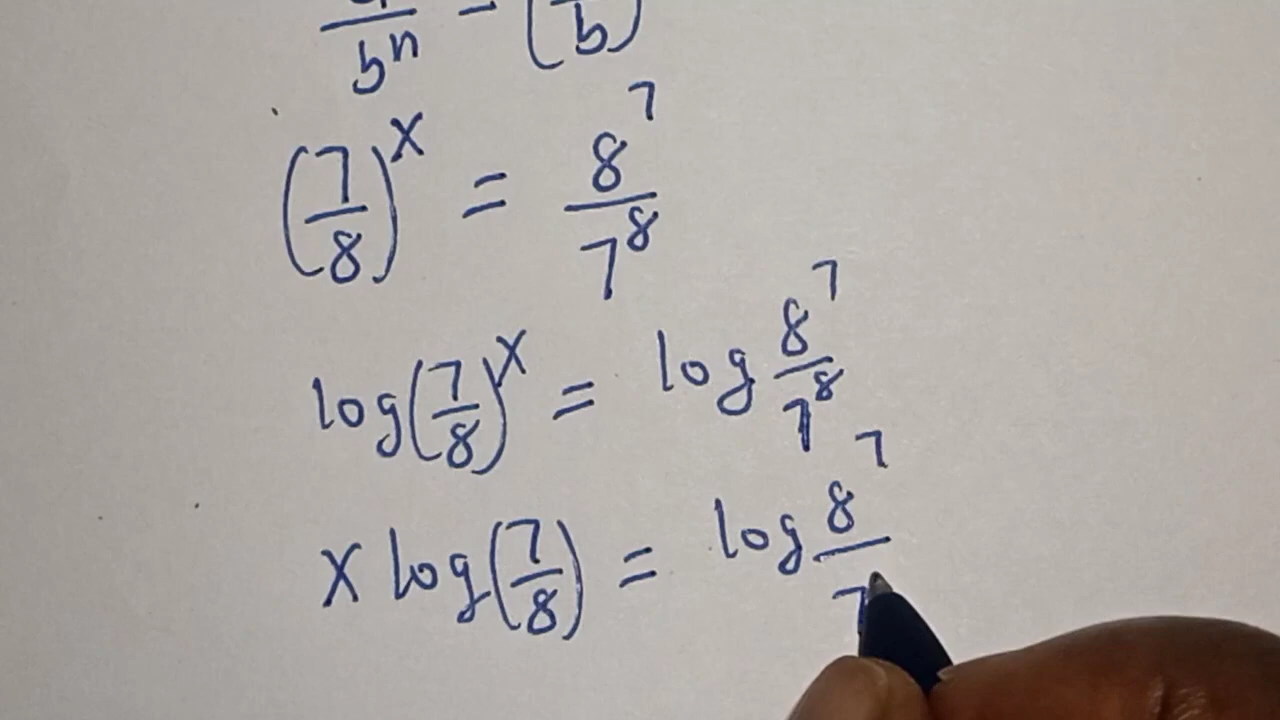 /b^n = (/b)
(7/8)^x = 8^7/7^8
log(7/8)^x = log 8^7/7^8
x log(7/8) = log 8^7/7